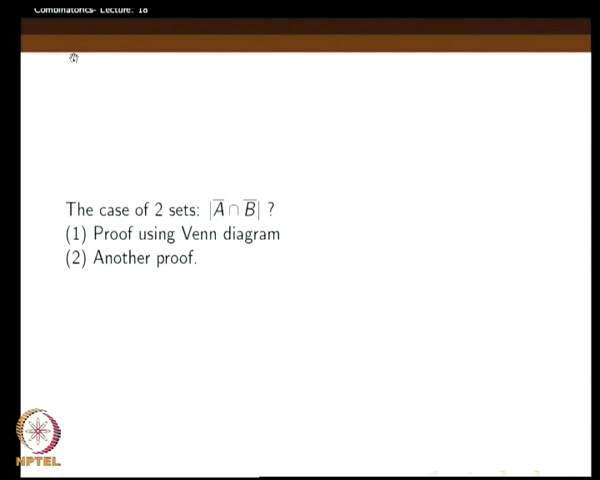 Combinatorics- Lecture: 18
The case of 2 sets: |A̅ ∩ B̅| ?
(1) Proof using Venn diagram
(2) Another proof.
NPTEL